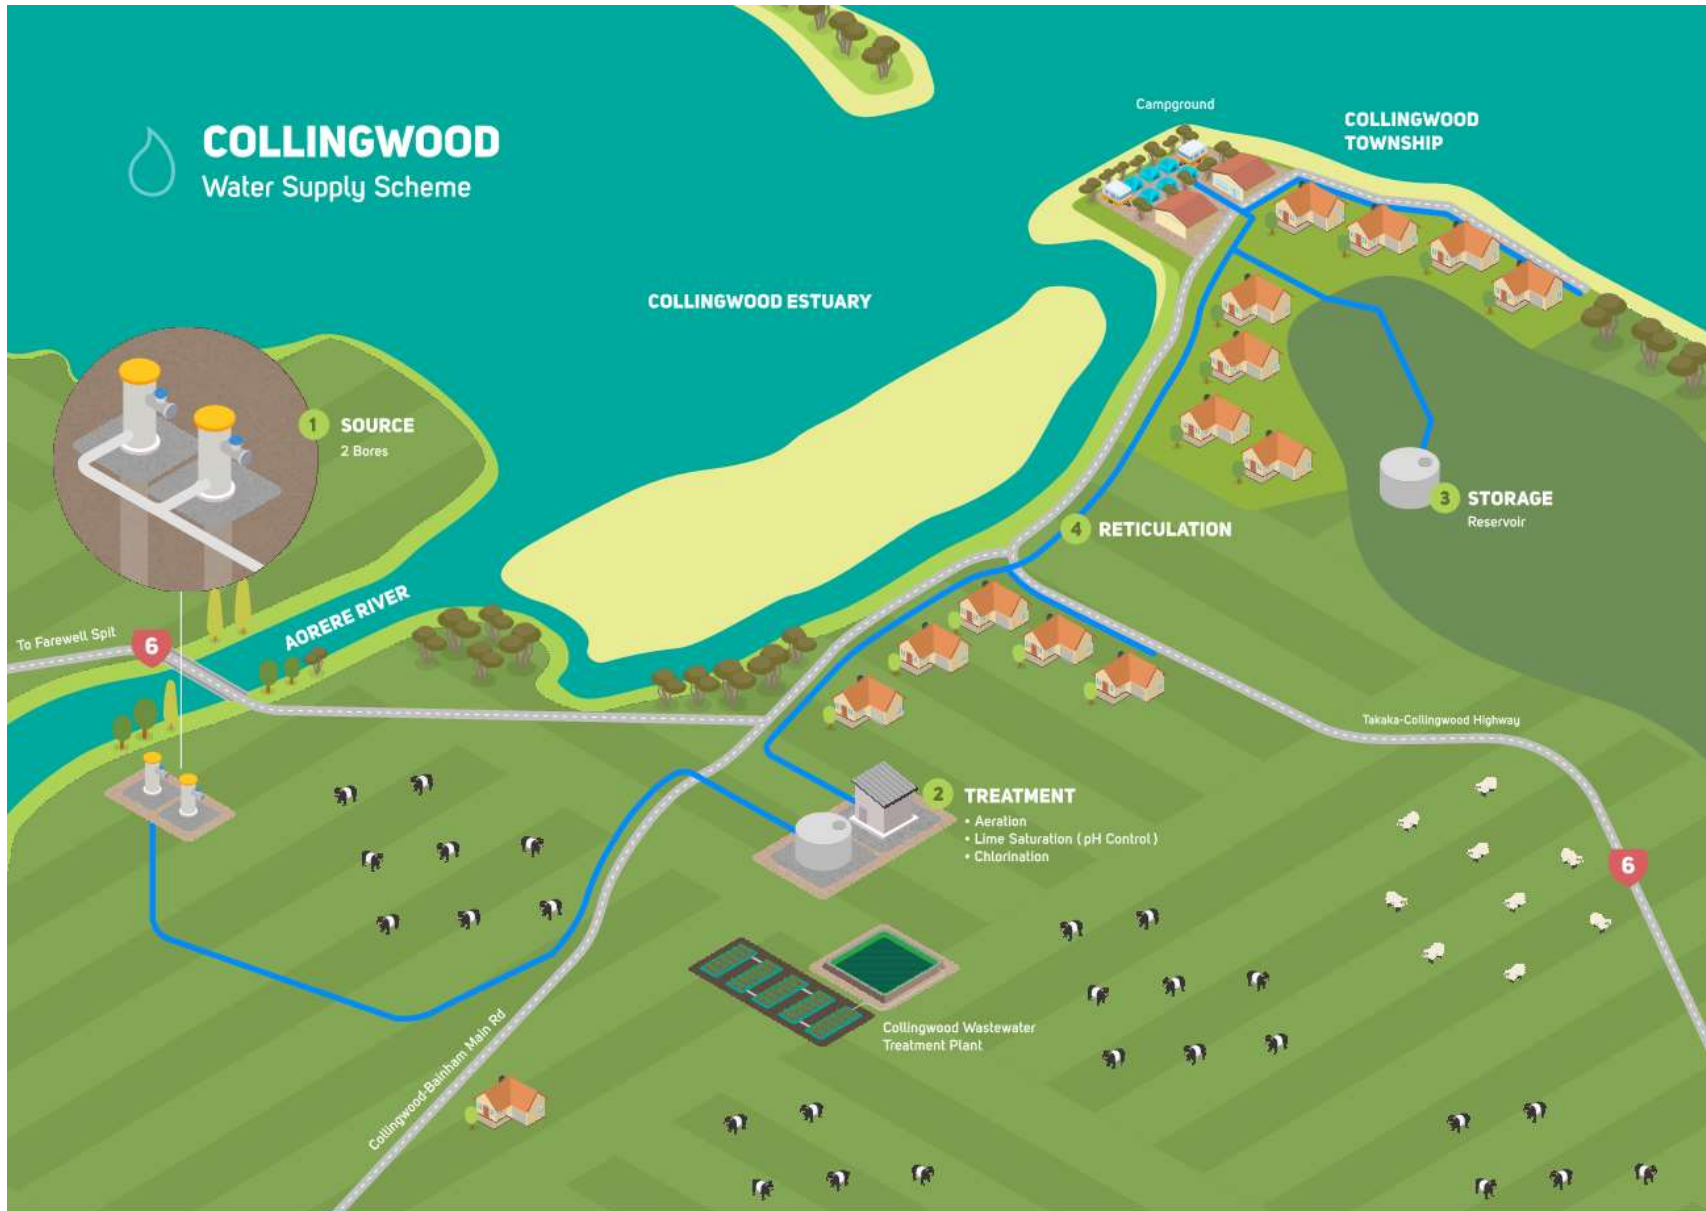 COLLINGWOOD
Water Supply Scheme
Campground
COLLINGWOOD
TOWNSHIP
COLLINGWOOD ESTUARY
1
SOURCE
2 Bores
3
STORAGE
Reservoir
4
RETICULATION
AORERE RIVER
To Farewell Spit
6
Takaka-Collingwood Highway
2
TREATMENT
• Aeration
• Lime Saturation ( pH Control )
• Chlorination
6
Collingwood Wastewater
Treatment Plant
Collingwood-Bainham Main Rd